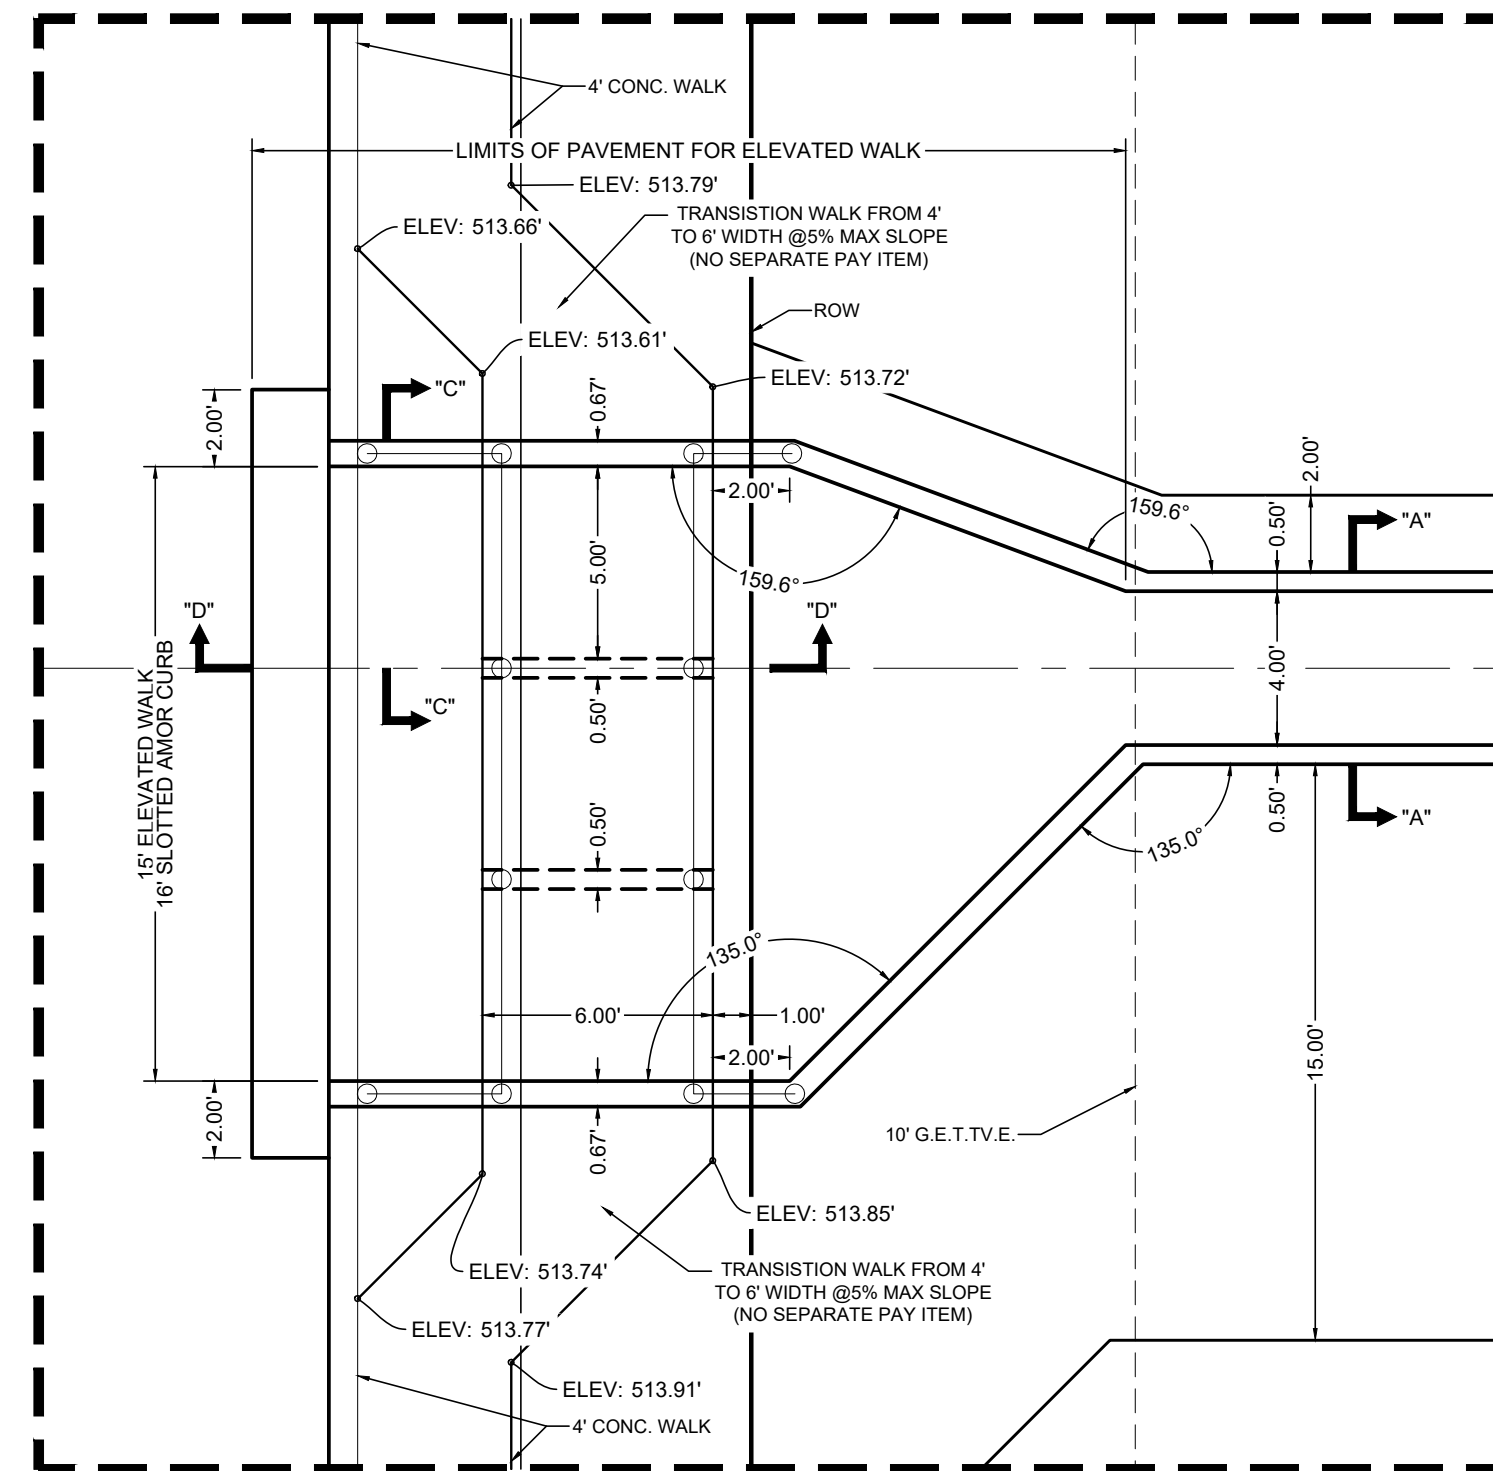 4' CONC. WALK
LIMITS OF PAVEMENT FOR ELEVATED WALK
ELEV: 513.79'
TRANSISTION WALK FROM 4'
TO 6' WIDTH @5% MAX SLOPE
(NO SEPARATE PAY ITEM)
ELEV: 513.66'
ROW
ELEV: 513.61'
ELEV: 513.72'
"C"
2.00'
0.67'
2.00'
2.00'
159.6°
0.50'
"A"
5.00'
159.6°
"D"
"D"
4.00'
"C"
0.50'
15' ELEVATED WALK
16' SLOTTED AMOR CURB
0.50'
0.50'
"A"
135.0°
135.0°
6.00'
1.00'
2.00'
15.00'
2.00'
0.67'
10' G.E.T.TV.E.
ELEV: 513.85'
ELEV: 513.74'
TRANSISTION WALK FROM 4'
TO 6' WIDTH @5% MAX SLOPE
(NO SEPARATE PAY ITEM)
ELEV: 513.77'
ELEV: 513.91'
4' CONC. WALK